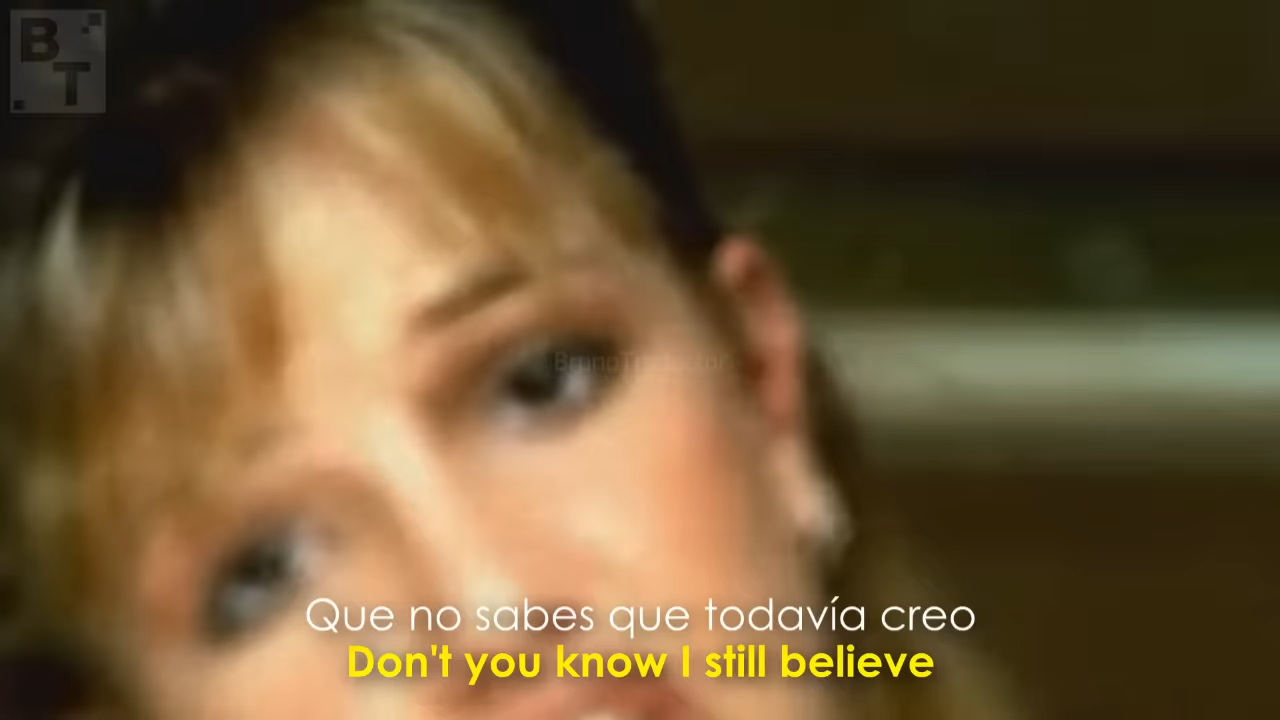 B
T
Que no sabes que todavía creo
Don't you know I still believe